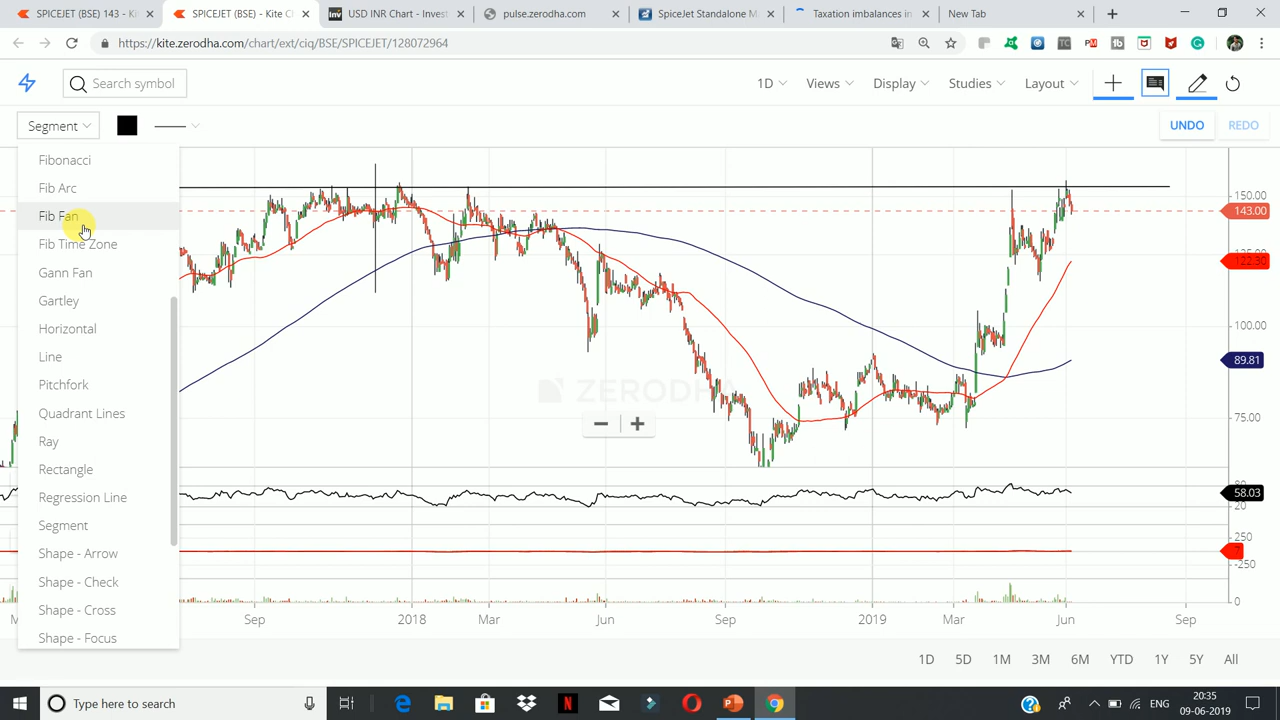 SPICEJET (BSE) 143 - Ki
SPICEJET (BSE) - Kite C
USD INR Chart - Invest
pulse.zerodha.com
SpiceJet Standalone M
Taxation imbalances in
New Tab
https://kite.zerodha.com/chart/ext/ciq/BSE/SPICEJET/128072964
Search symbol
1D
Views
Display
Studies
Layout
Segment
UNDO
REDO
Fibonacci
Fib Arc
Fib Fan
Fib Time Zone
Gann Fan
Gartley
Horizontal
Line
Pitchfork
Quadrant Lines
Ray
Rectangle
Regression Line
Segment
Shape - Arrow
Shape - Check
Shape - Cross
Shape - Focus
150.00
143.00
122.30
100.00
89.81
75.00
58.03
20
250
-250
0
ZERODHA
Sep
2018
Mar
Jun
Sep
2019
Mar
Jun
Sep
1D
5D
1M
3M
6M
YTD
1Y
5Y
All
Type here to search
ENG
20:35
09-06-2019